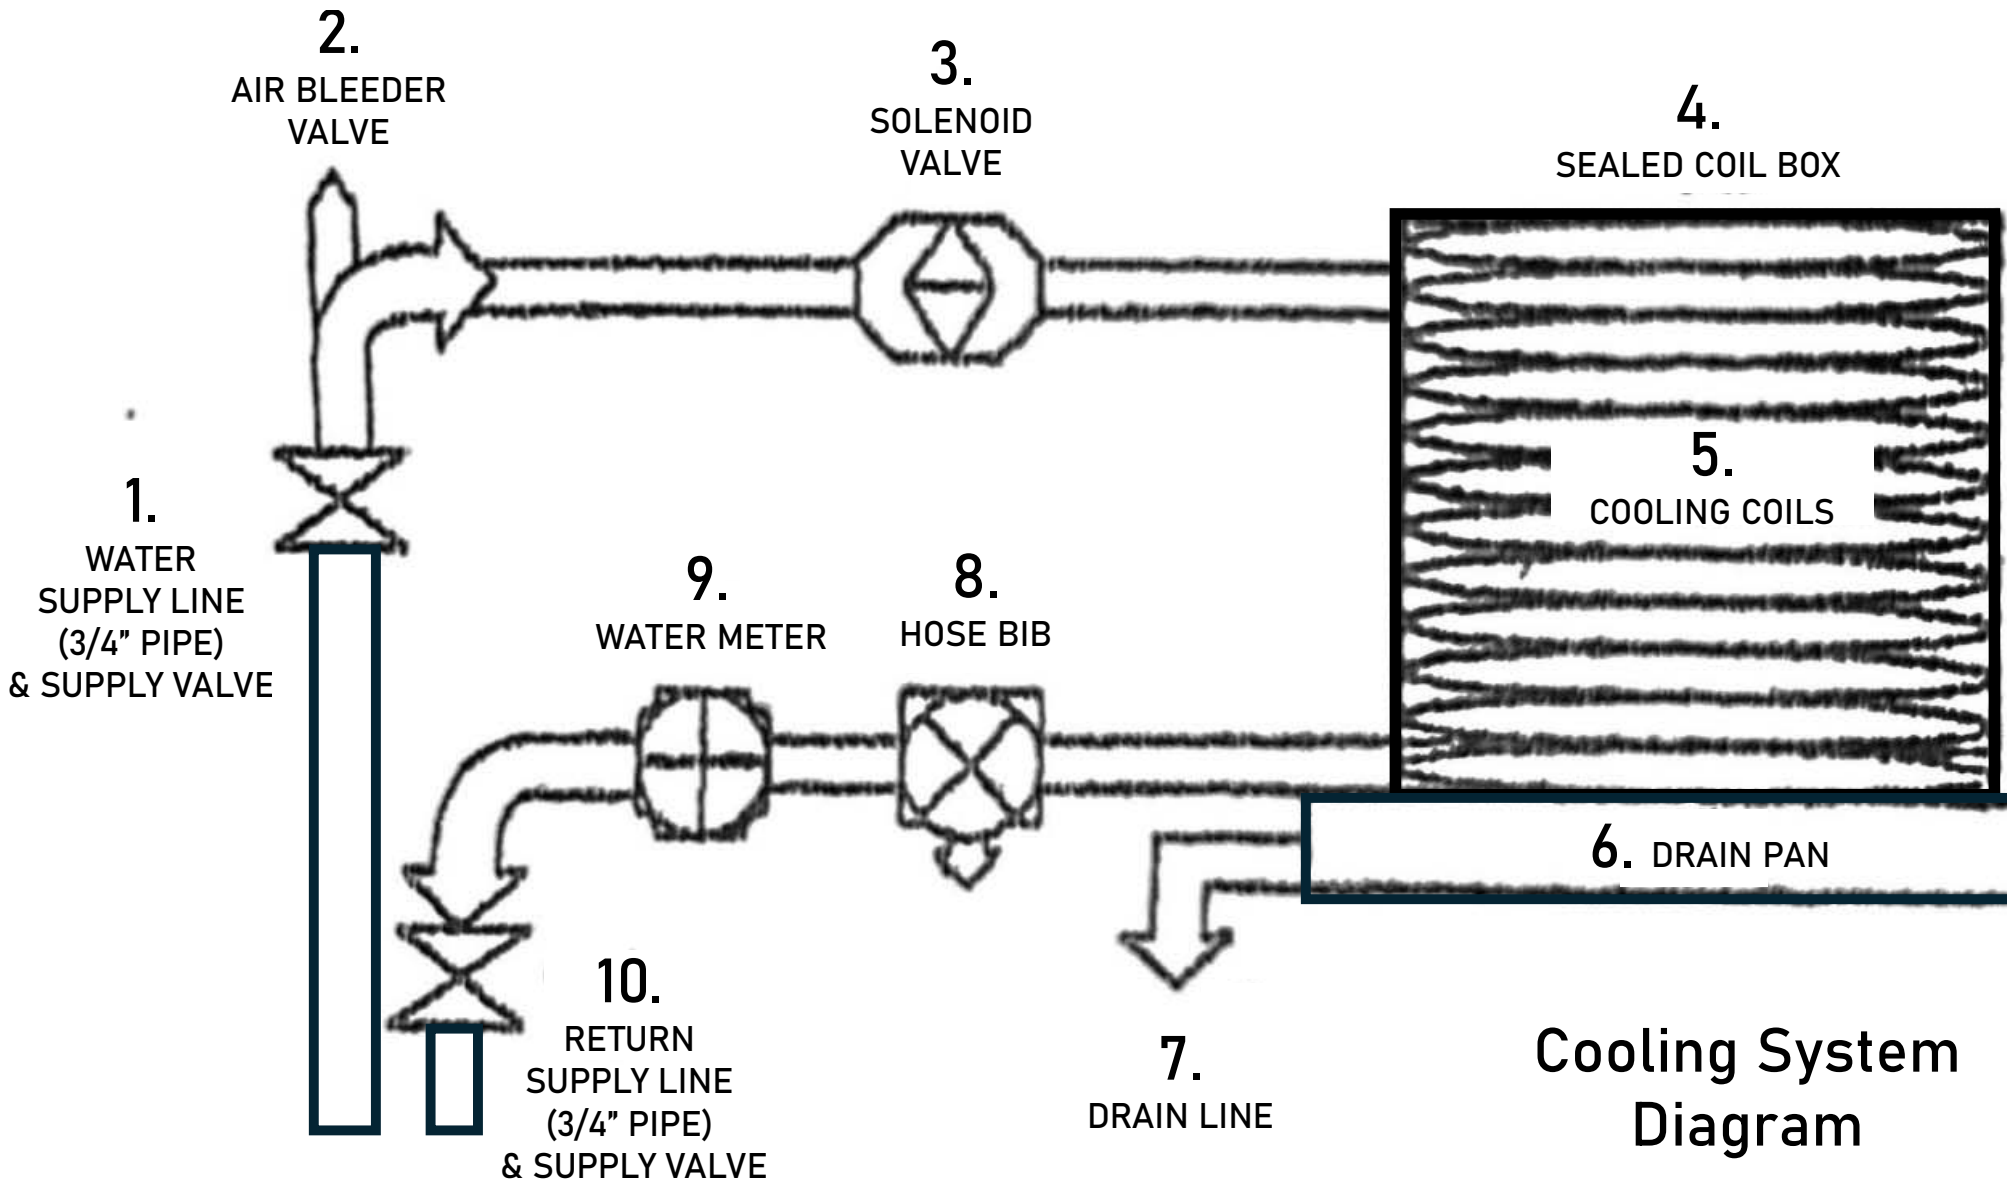 2.
AIR BLEEDER
VALVE
3.
SOLENOID
VALVE
4.
SEALED COIL BOX
1.
WATER
SUPPLY LINE
(3/4” PIPE)
& SUPPLY VALVE
5.
COOLING COILS
9.
WATER METER
8.
HOSE BIB
6. DRAIN PAN
10.
RETURN
SUPPLY LINE
(3/4” PIPE)
& SUPPLY VALVE
7.
DRAIN LINE
Cooling System
Diagram